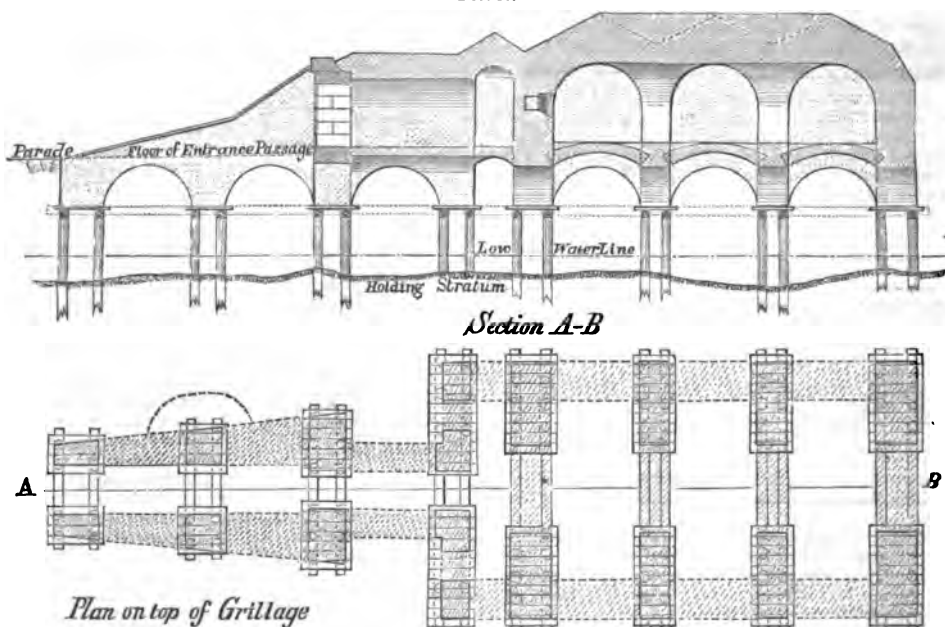 Parade
Floor of Entrance Passage
Low Water Line
Holding Stratum
Section A-B
A
B
Plan on top of Grillage